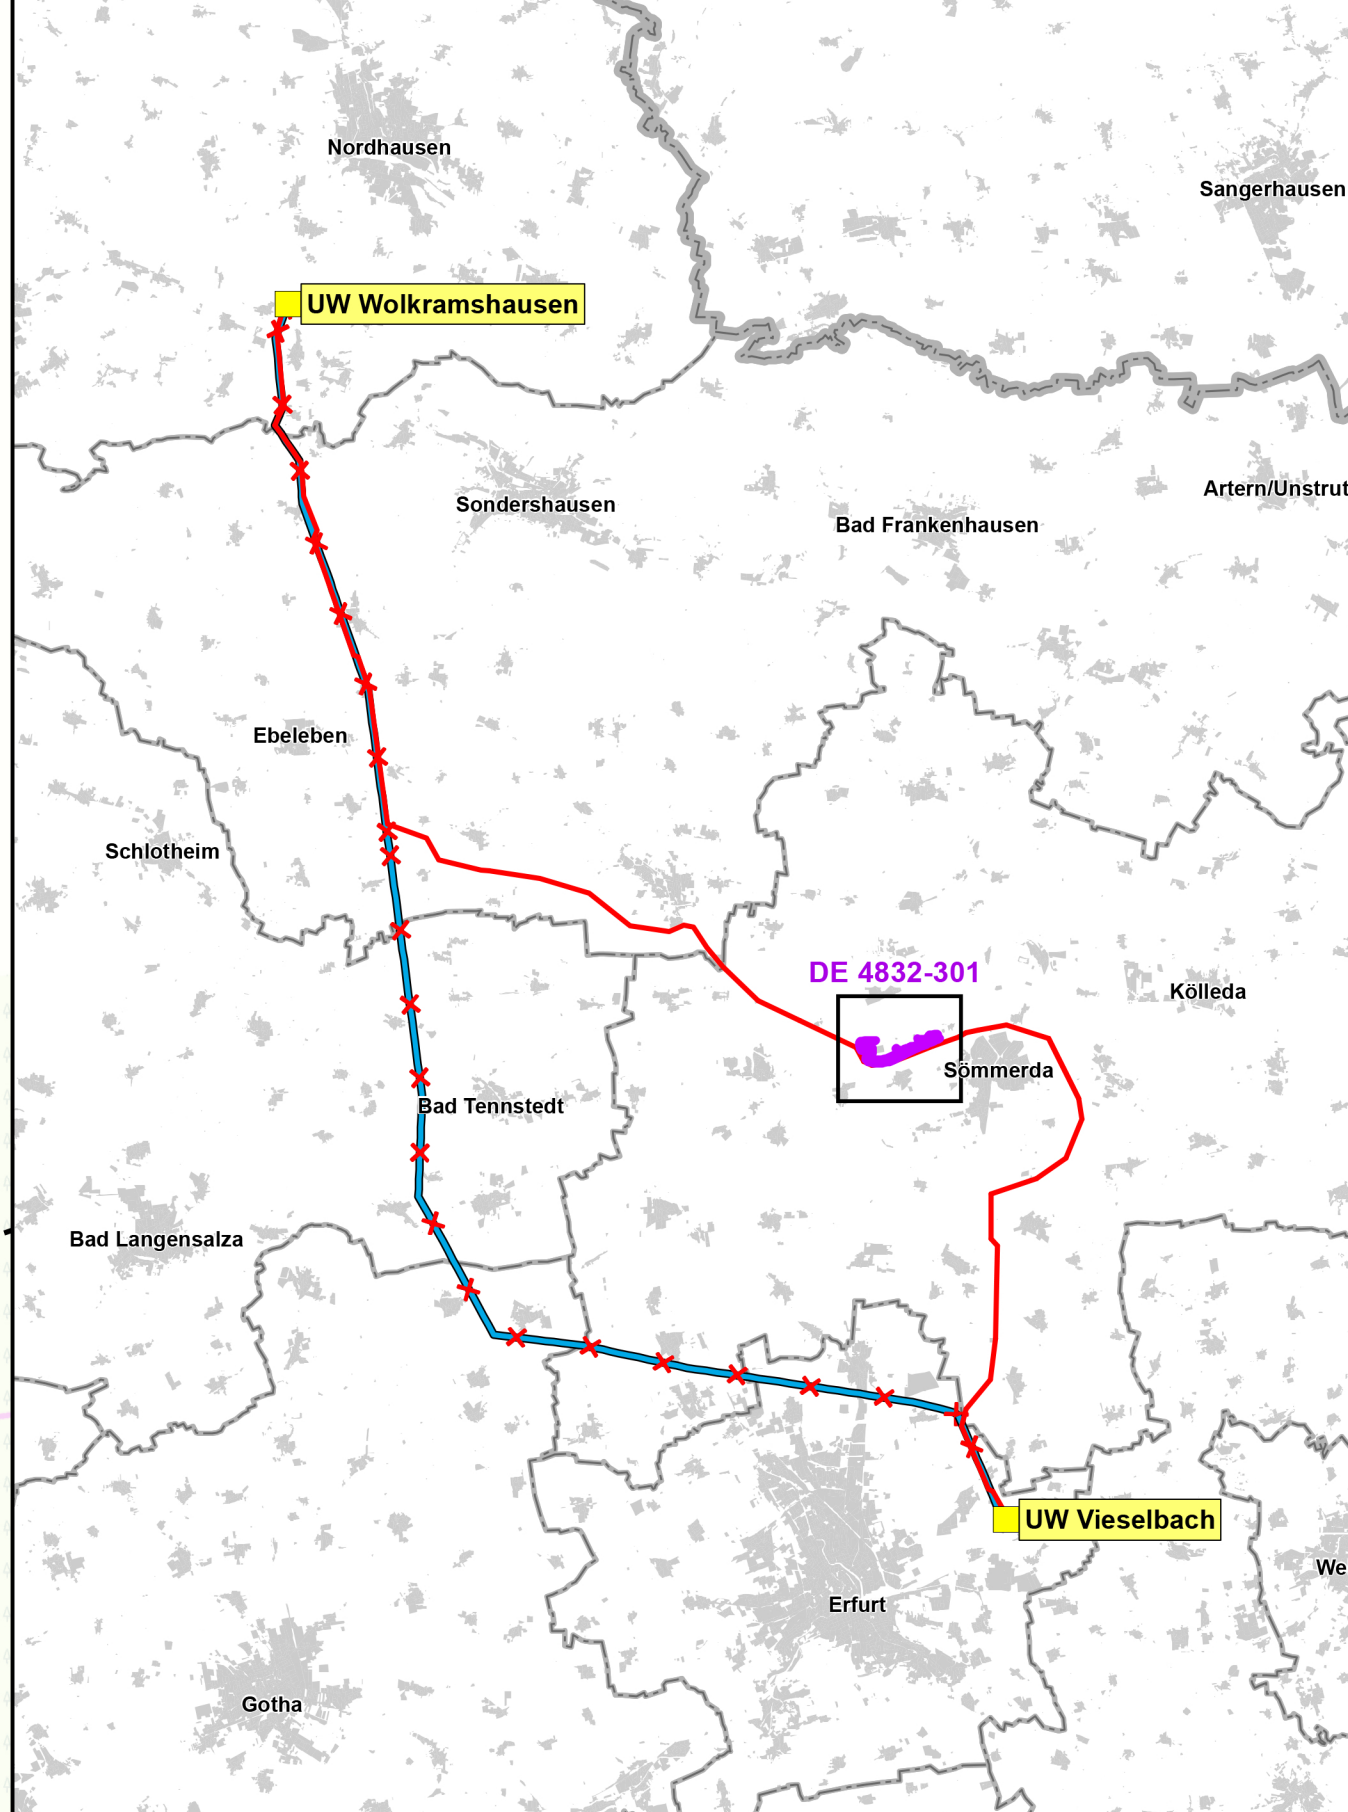 Nordhausen
Sangerhausen
UW Wolkramshausen
Sondershausen
Artern/Unstrut
Bad Frankenhausen
Ebeleben
Schlotheim
DE 4832-301
Kölleda
Sömmerda
Bad Tennstedt
Bad Langensalza
UW Vieselbach
We
Erfurt
Gotha